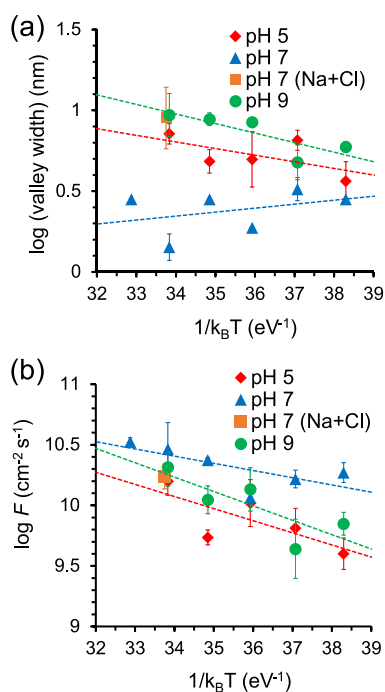 (a)
pH 5
pH 7
pH 7 (Na+Cl)
pH 9
log (valley width) (nm)
1.5
1
0.5
0
32 33 34 35 36 37 38 39
1/kBT (eV⁻¹)
(b)
pH 5
pH 7
pH 7 (Na+Cl)
pH 9
log F (cm⁻² s⁻¹)
11
10.5
10
9.5
9
32 33 34 35 36 37 38 39
1/kBT (eV⁻¹)